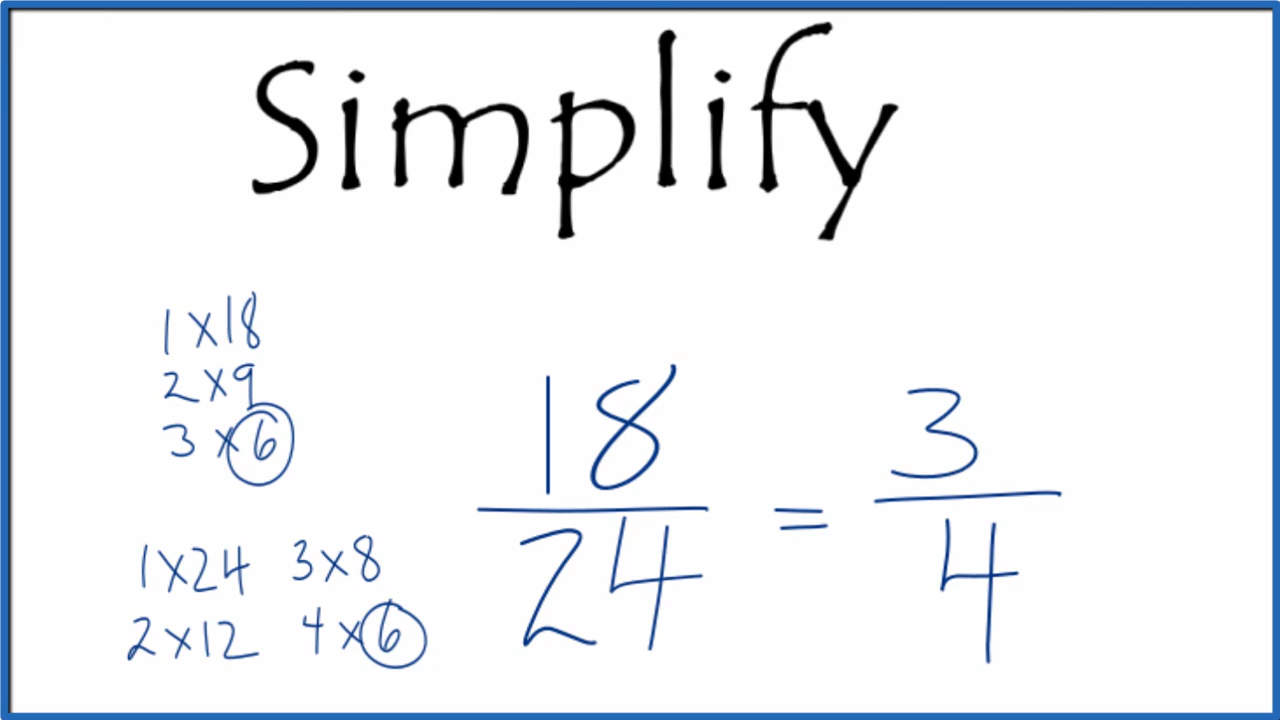 Simplify
1x18
2x9
3x6
1x24 3x8
2x12 4x6
18/24 = 3/4